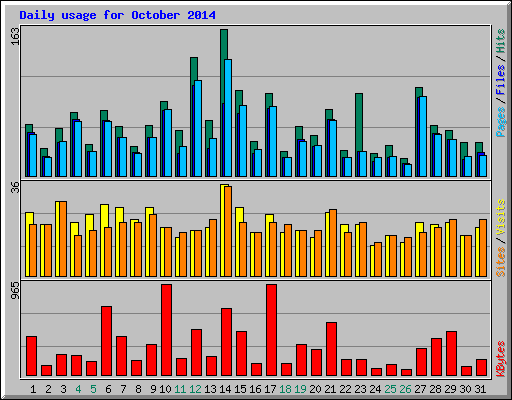 Daily usage for October 2014
163
Pages / Files / Hits
36
Sites / Visits
965
KBytes
1 2 3 4 5 6 7 8 9 10 11 12 13 14 15 16 17 18 19 20 21 22 23 24 25 26 27 28 29 30 31